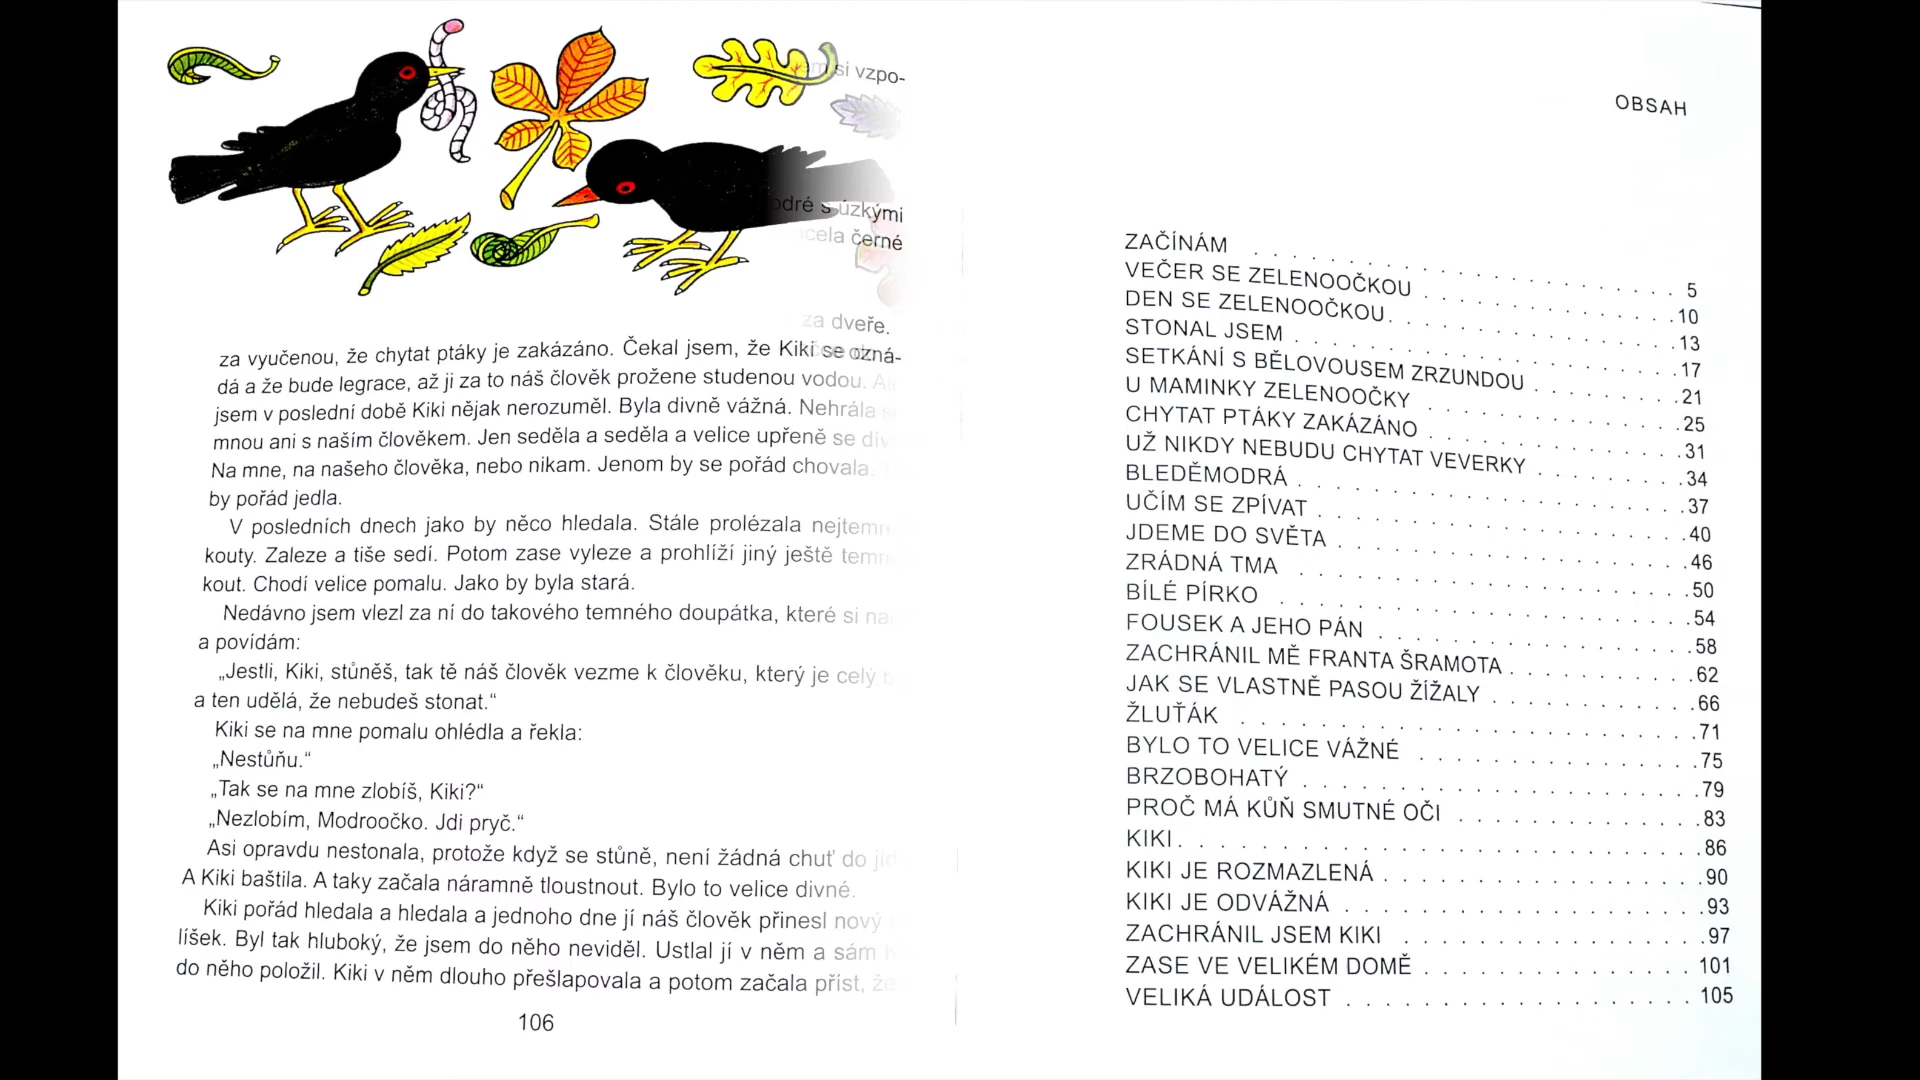 si vzpo-
odré s úzkými
cela černé
za dveře.
za vyučenou, že chytat ptáky je zakázáno. Čekal jsem, že Kiki se ozná-
dá a že bude legrace, až ji za to náš člověk prožene studenou vodou.
jsem v poslední době Kiki nějak nerozuměl. Byla divně vážná. Nehrála
mnou ani s naším člověkem. Jen seděla a seděla a velice upřeně se
Na mne, na našeho člověka, nebo nikam. Jenom by se pořád chovala.
by pořád jedla.
V posledních dnech jako by něco hledala. Stále prolézala
kouty. Zaleze a tiše sedí. Potom zase vyleze a prohlíží jiný ještě
kout. Chodí velice pomalu. Jako by byla stará.
Nedávno jsem vlezl za ní do takového temného doupátka, které si
a povídám:
„Jestli, Kiki, stůněš, tak tě náš člověk vezme k člověku, který je celý
a ten udělá, že nebudeš stonat.“
Kiki se na mne pomalu ohlédla a řekla:
„Nestůňu.“
„Tak se na mne zlobíš, Kiki?“
„Nezlobím, Modroočko. Jdi pryč.“
Asi opravdu nestonala, protože když se stůně, není žádná chuť do
A Kiki baštila. A taky začala náramně tloustnout. Bylo to velice divné.
Kiki pořád hledala a hledala a jednoho dne jí náš člověk přinesl nový
líšek. Byl tak hluboký, že jsem do něho neviděl. Ustlal jí v něm a sám
do něho položil. Kiki v něm dlouho přešlapovala a potom začala příst, že
106
OBSAH
ZAČÍNÁM . . . . . . . . . . . . . . . . . . . . 5
VEČER SE ZELENOOČKOU . . . . . . . . . . . . 10
DEN SE ZELENOOČKOU. . . . . . . . . . . . . . 13
STONAL JSEM . . . . . . . . . . . . . . . . . . 17
SETKÁNÍ S BĚLOVOUSEM ZRZUNDOU . . . . . . . 21
U MAMINKY ZELENOOČKY . . . . . . . . . . . . 25
CHYTAT PTÁKY ZAKÁZÁNO . . . . . . . . . . . . 31
UŽ NIKDY NEBUDU CHYTAT VEVERKY . . . . . . . 34
BLEDĚMODRÁ . . . . . . . . . . . . . . . . . . 37
UČÍM SE ZPÍVAT . . . . . . . . . . . . . . . . . 40
JDEME DO SVĚTA . . . . . . . . . . . . . . . . 46
ZRÁDNÁ TMA . . . . . . . . . . . . . . . . . . 50
BÍLÉ PÍRKO . . . . . . . . . . . . . . . . . . . 54
FOUSEK A JEHO PÁN . . . . . . . . . . . . . . 58
ZACHRÁNIL MĚ FRANTA ŠRAMOTA . . . . . . . . . 62
JAK SE VLASTNĚ PASOU ŽÍŽALY . . . . . . . . . . 66
ŽLUŤÁK . . . . . . . . . . . . . . . . . . . . . 71
BYLO TO VELICE VÁŽNÉ . . . . . . . . . . . . . 75
BRZOBOHATÝ . . . . . . . . . . . . . . . . . . 79
PROČ MÁ KŮŇ SMUTNÉ OČI . . . . . . . . . . . 83
KIKI. . . . . . . . . . . . . . . . . . . . . . . . 86
KIKI JE ROZMAZLENÁ . . . . . . . . . . . . . . 90
KIKI JE ODVÁŽNÁ . . . . . . . . . . . . . . . . 93
ZACHRÁNIL JSEM KIKI . . . . . . . . . . . . . . 97
ZASE VE VELIKÉM DOMĚ . . . . . . . . . . . . 101
VELIKÁ UDÁLOST . . . . . . . . . . . . . . . . 105